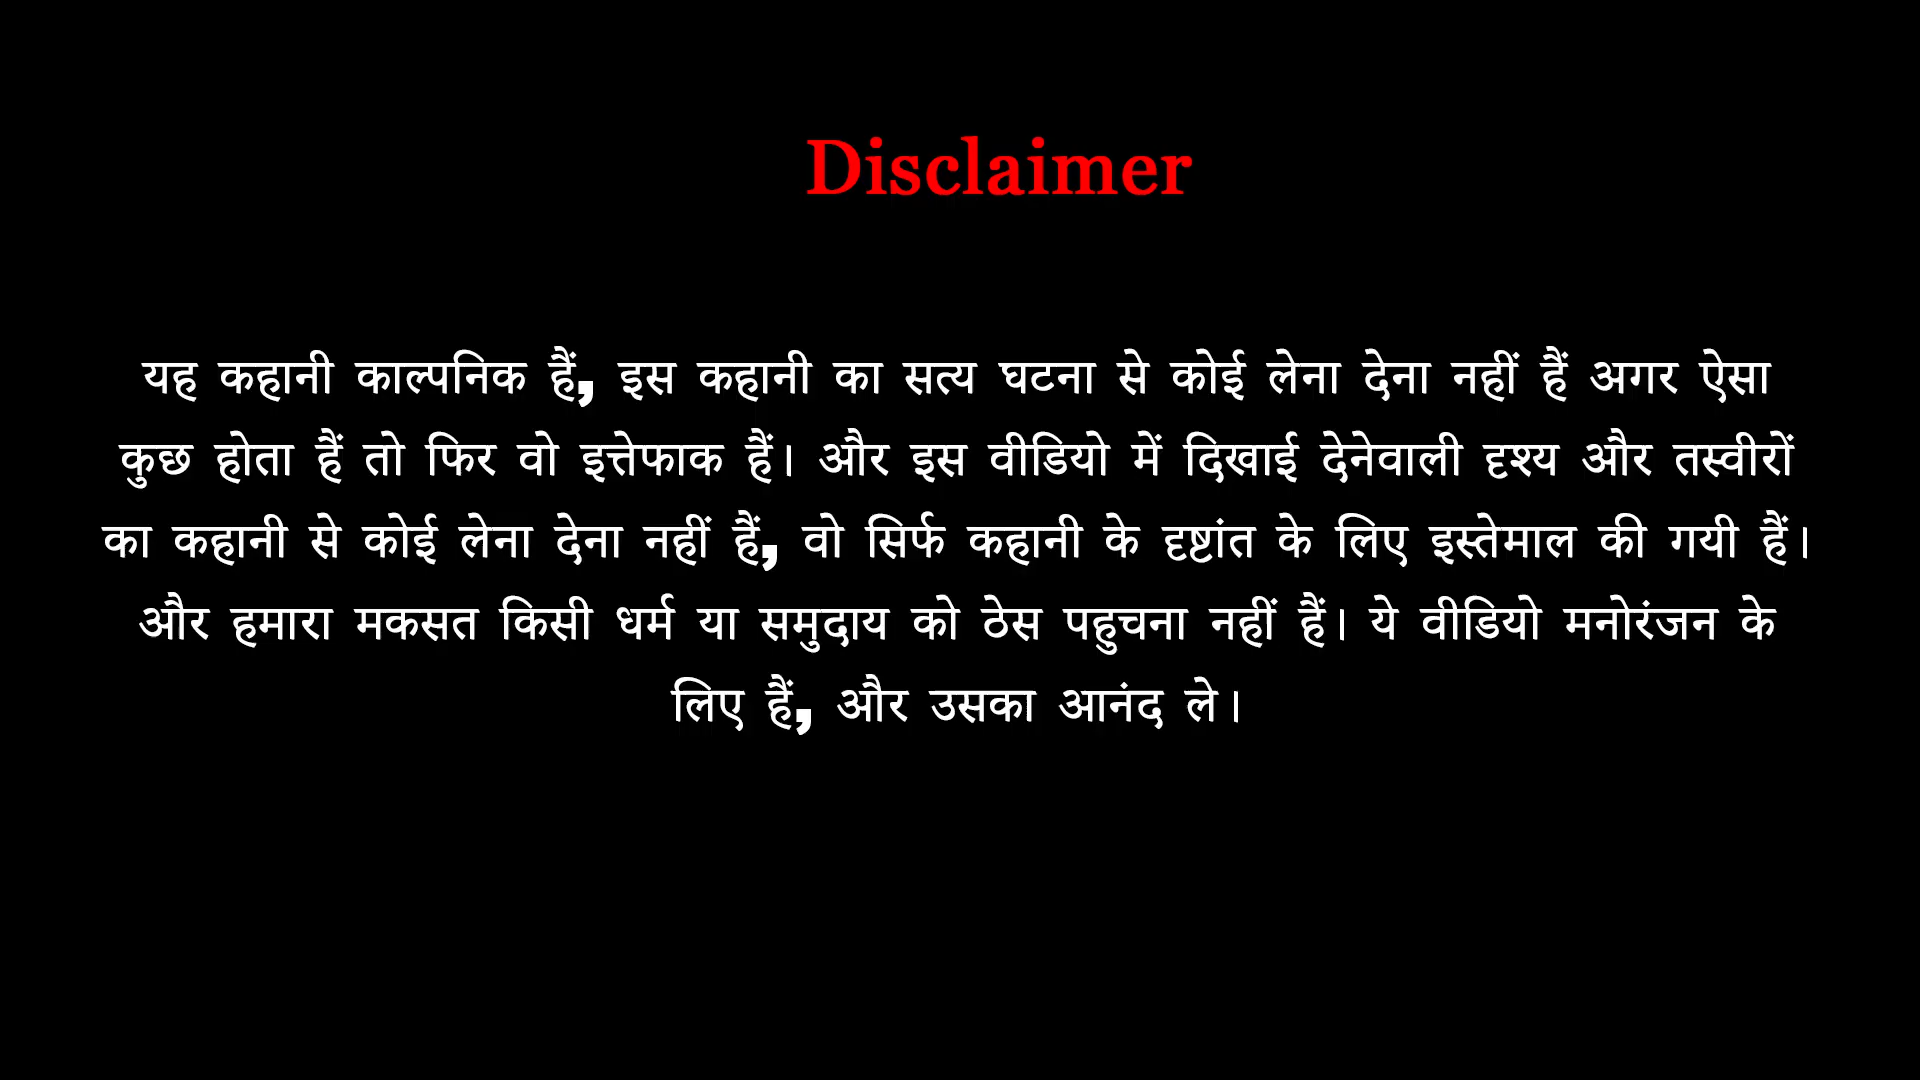 Disclaimer
यह कहानी काल्पनिक हैं, इस कहानी का सत्य घटना से कोई लेना देना नहीं हैं अगर ऐसा
कुछ होता हैं तो फिर वो इत्तेफाक हैं। और इस वीडियो में दिखाई देनेवाली दृश्य और तस्वीरों
का कहानी से कोई लेना देना नहीं हैं, वो सिर्फ कहानी के दृष्टांत के लिए इस्तेमाल की गयी हैं।
और हमारा मकसत किसी धर्म या समुदाय को ठेस पहुचना नहीं हैं। ये वीडियो मनोरंजन के
लिए हैं, और उसका आनंद ले।